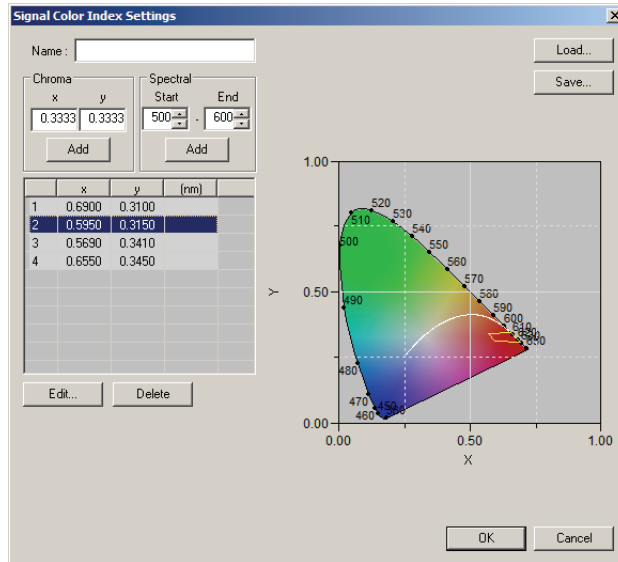 Signal Color Index Settings
Name :
Load...
Save...
Chroma
x y
0.3333 0.3333
Add
Spectral
Start End
500 - 600
Add
x y (nm)
1 0.6900 0.3100
2 0.5950 0.3150
3 0.5690 0.3410
4 0.6550 0.3450
Edit... Delete
1.00
0.50
0.00
Y
520
510
530
540
500
550
560
570
580
490
590
600
610
480
470
450
460
0.00 0.50 1.00
X
OK Cancel